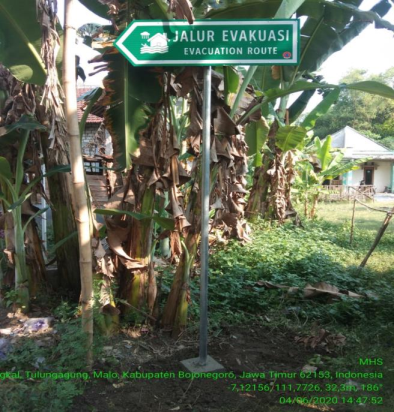 JALUR EVAKUASI
EVACUATION ROUTE
MHS
Tulungagung, Malo, Kabupaten Bojonegoro, Jawa Timur 62153, Indonesia
7,12156, 111,7726, 32,3°, 186°
04/06/2020 14:47:52